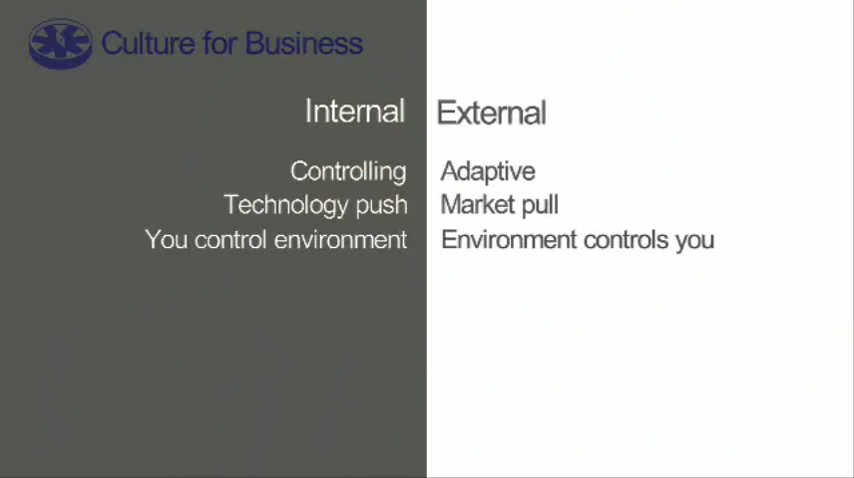 Culture for Business
Internal
External
Controlling
Adaptive
Technology push
Market pull
You control environment
Environment controls you